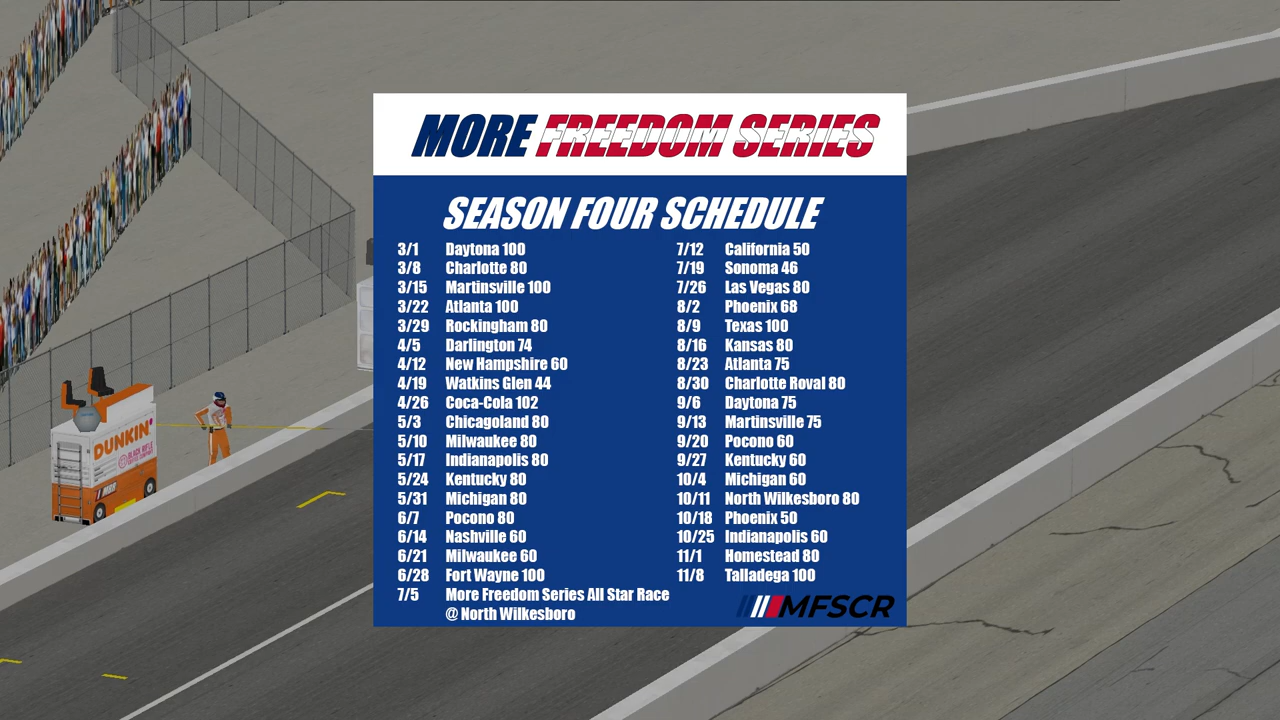 MORE FREEDOM SERIES
SEASON FOUR SCHEDULE
3/1 Daytona 100
3/8 Charlotte 80
3/15 Martinsville 100
3/22 Atlanta 100
3/29 Rockingham 80
4/5 Darlington 74
4/12 New Hampshire 60
4/19 Watkins Glen 44
4/26 Coca-Cola 102
5/3 Chicagoland 80
5/10 Milwaukee 80
5/17 Indianapolis 80
5/24 Kentucky 80
5/31 Michigan 80
6/7 Pocono 80
6/14 Nashville 60
6/21 Milwaukee 60
6/28 Fort Wayne 100
7/5 More Freedom Series All Star Race
@ North Wilkesboro
7/12 California 50
7/19 Sonoma 46
7/26 Las Vegas 80
8/2 Phoenix 68
8/9 Texas 100
8/16 Kansas 80
8/23 Atlanta 75
8/30 Charlotte Roval 80
9/6 Daytona 75
9/13 Martinsville 75
9/20 Pocono 60
9/27 Kentucky 60
10/4 Michigan 60
10/11 North Wilkesboro 80
10/18 Phoenix 50
10/25 Indianapolis 60
11/1 Homestead 80
11/8 Talladega 100
MFSCR
DUNKIN'